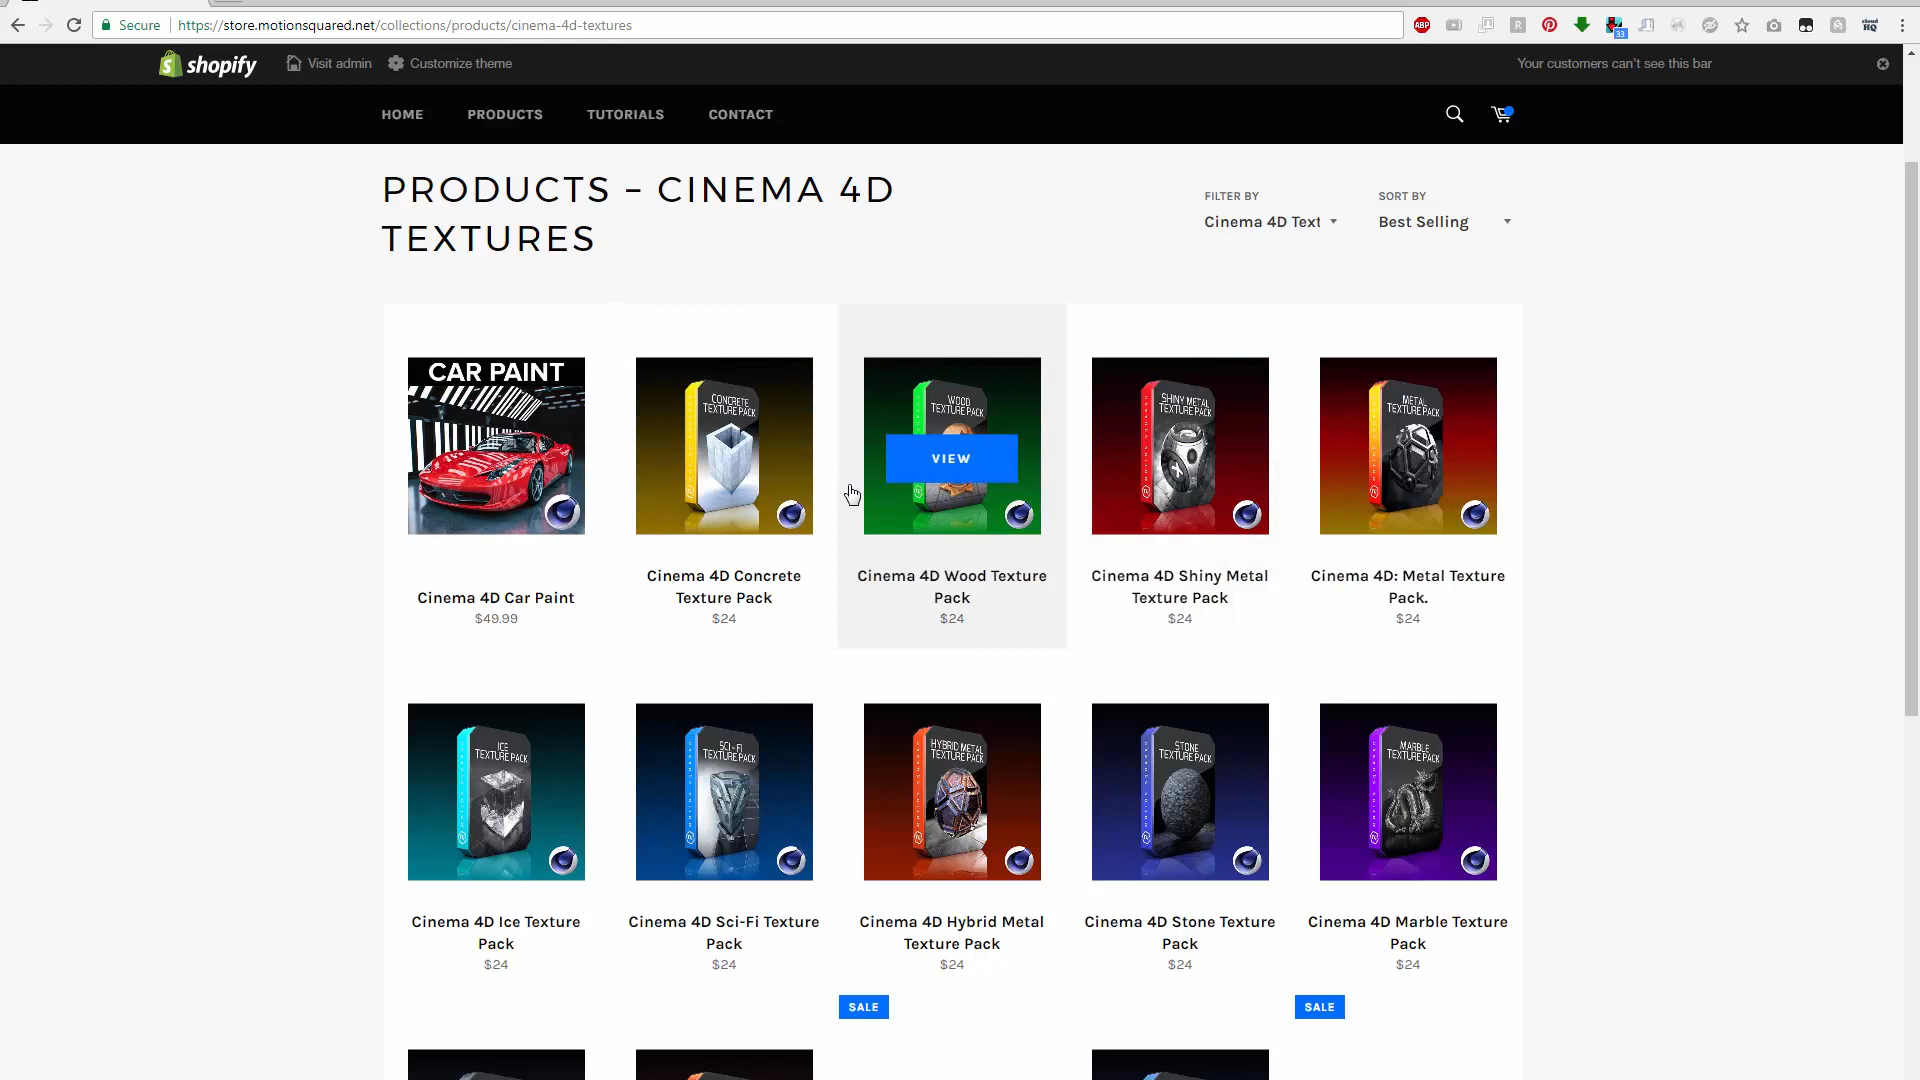 Secure
https://store.motionsquared.net/collections/products/cinema-4d-textures
ABP
R
33
cloud HQ
shopify
Visit admin
Customize theme
Your customers can't see this bar
HOME
PRODUCTS
TUTORIALS
CONTACT
PRODUCTS – CINEMA 4D
TEXTURES
FILTER BY
Cinema 4D Text
SORT BY
Best Selling
CAR PAINT
CONCRETE
TEXTURE PACK
WOOD
TEXTURE PACK
VIEW
SHINY METAL
TEXTURE PACK
METAL
TEXTURE PACK
Cinema 4D Car Paint
$49.99
Cinema 4D Concrete
Texture Pack
$24
Cinema 4D Wood Texture
Pack
$24
Cinema 4D Shiny Metal
Texture Pack
$24
Cinema 4D: Metal Texture
Pack.
$24
ICE
TEXTURE PACK
SCI-FI
TEXTURE PACK
HYBRID METAL
TEXTURE PACK
STONE
TEXTURE PACK
MARBLE
TEXTURE PACK
Cinema 4D Ice Texture
Pack
$24
Cinema 4D Sci-Fi Texture
Pack
$24
Cinema 4D Hybrid Metal
Texture Pack
$24
Cinema 4D Stone Texture
Pack
$24
Cinema 4D Marble Texture
Pack
$24
SALE
SALE